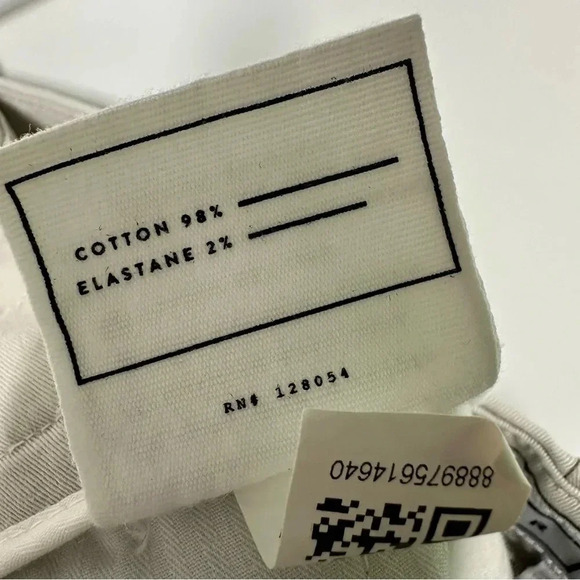 COTTON 98%
ELASTANE 2%
RN# 128054
888975614640